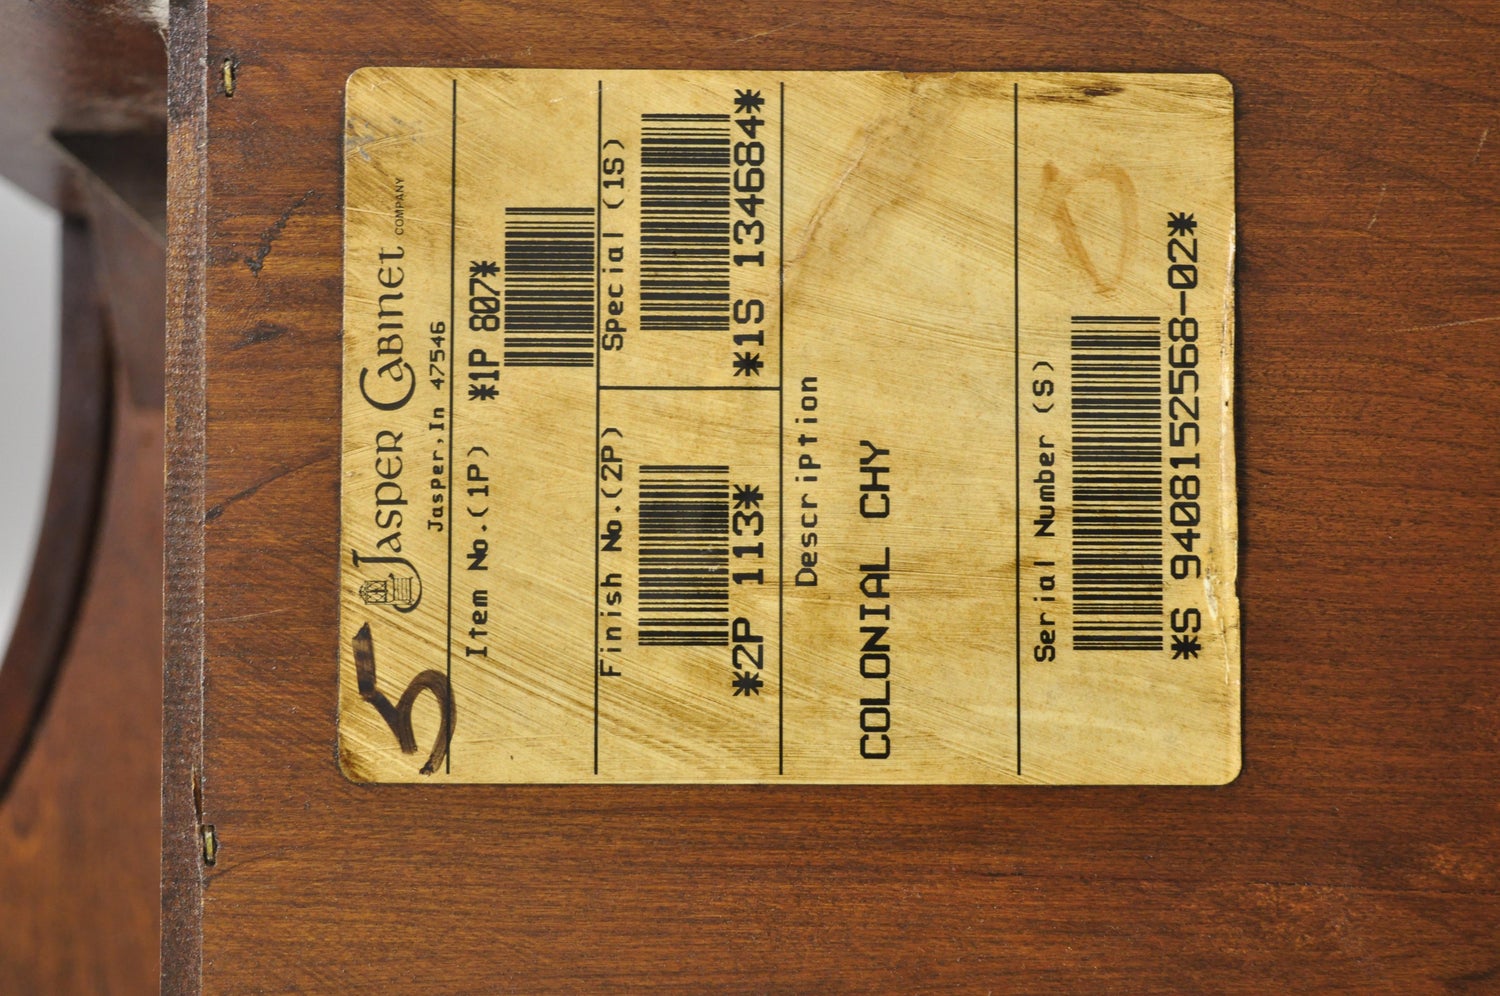 5
JASPER CABINET COMPANY
Jasper,In 47546
Item No.(1P) *1P 807*
Finish No.(2P)
*2P 113*
Special (1S)
*1S 134684*
Description
COLONIAL CHY
Serial Number (S)
*S 9408152568-02*